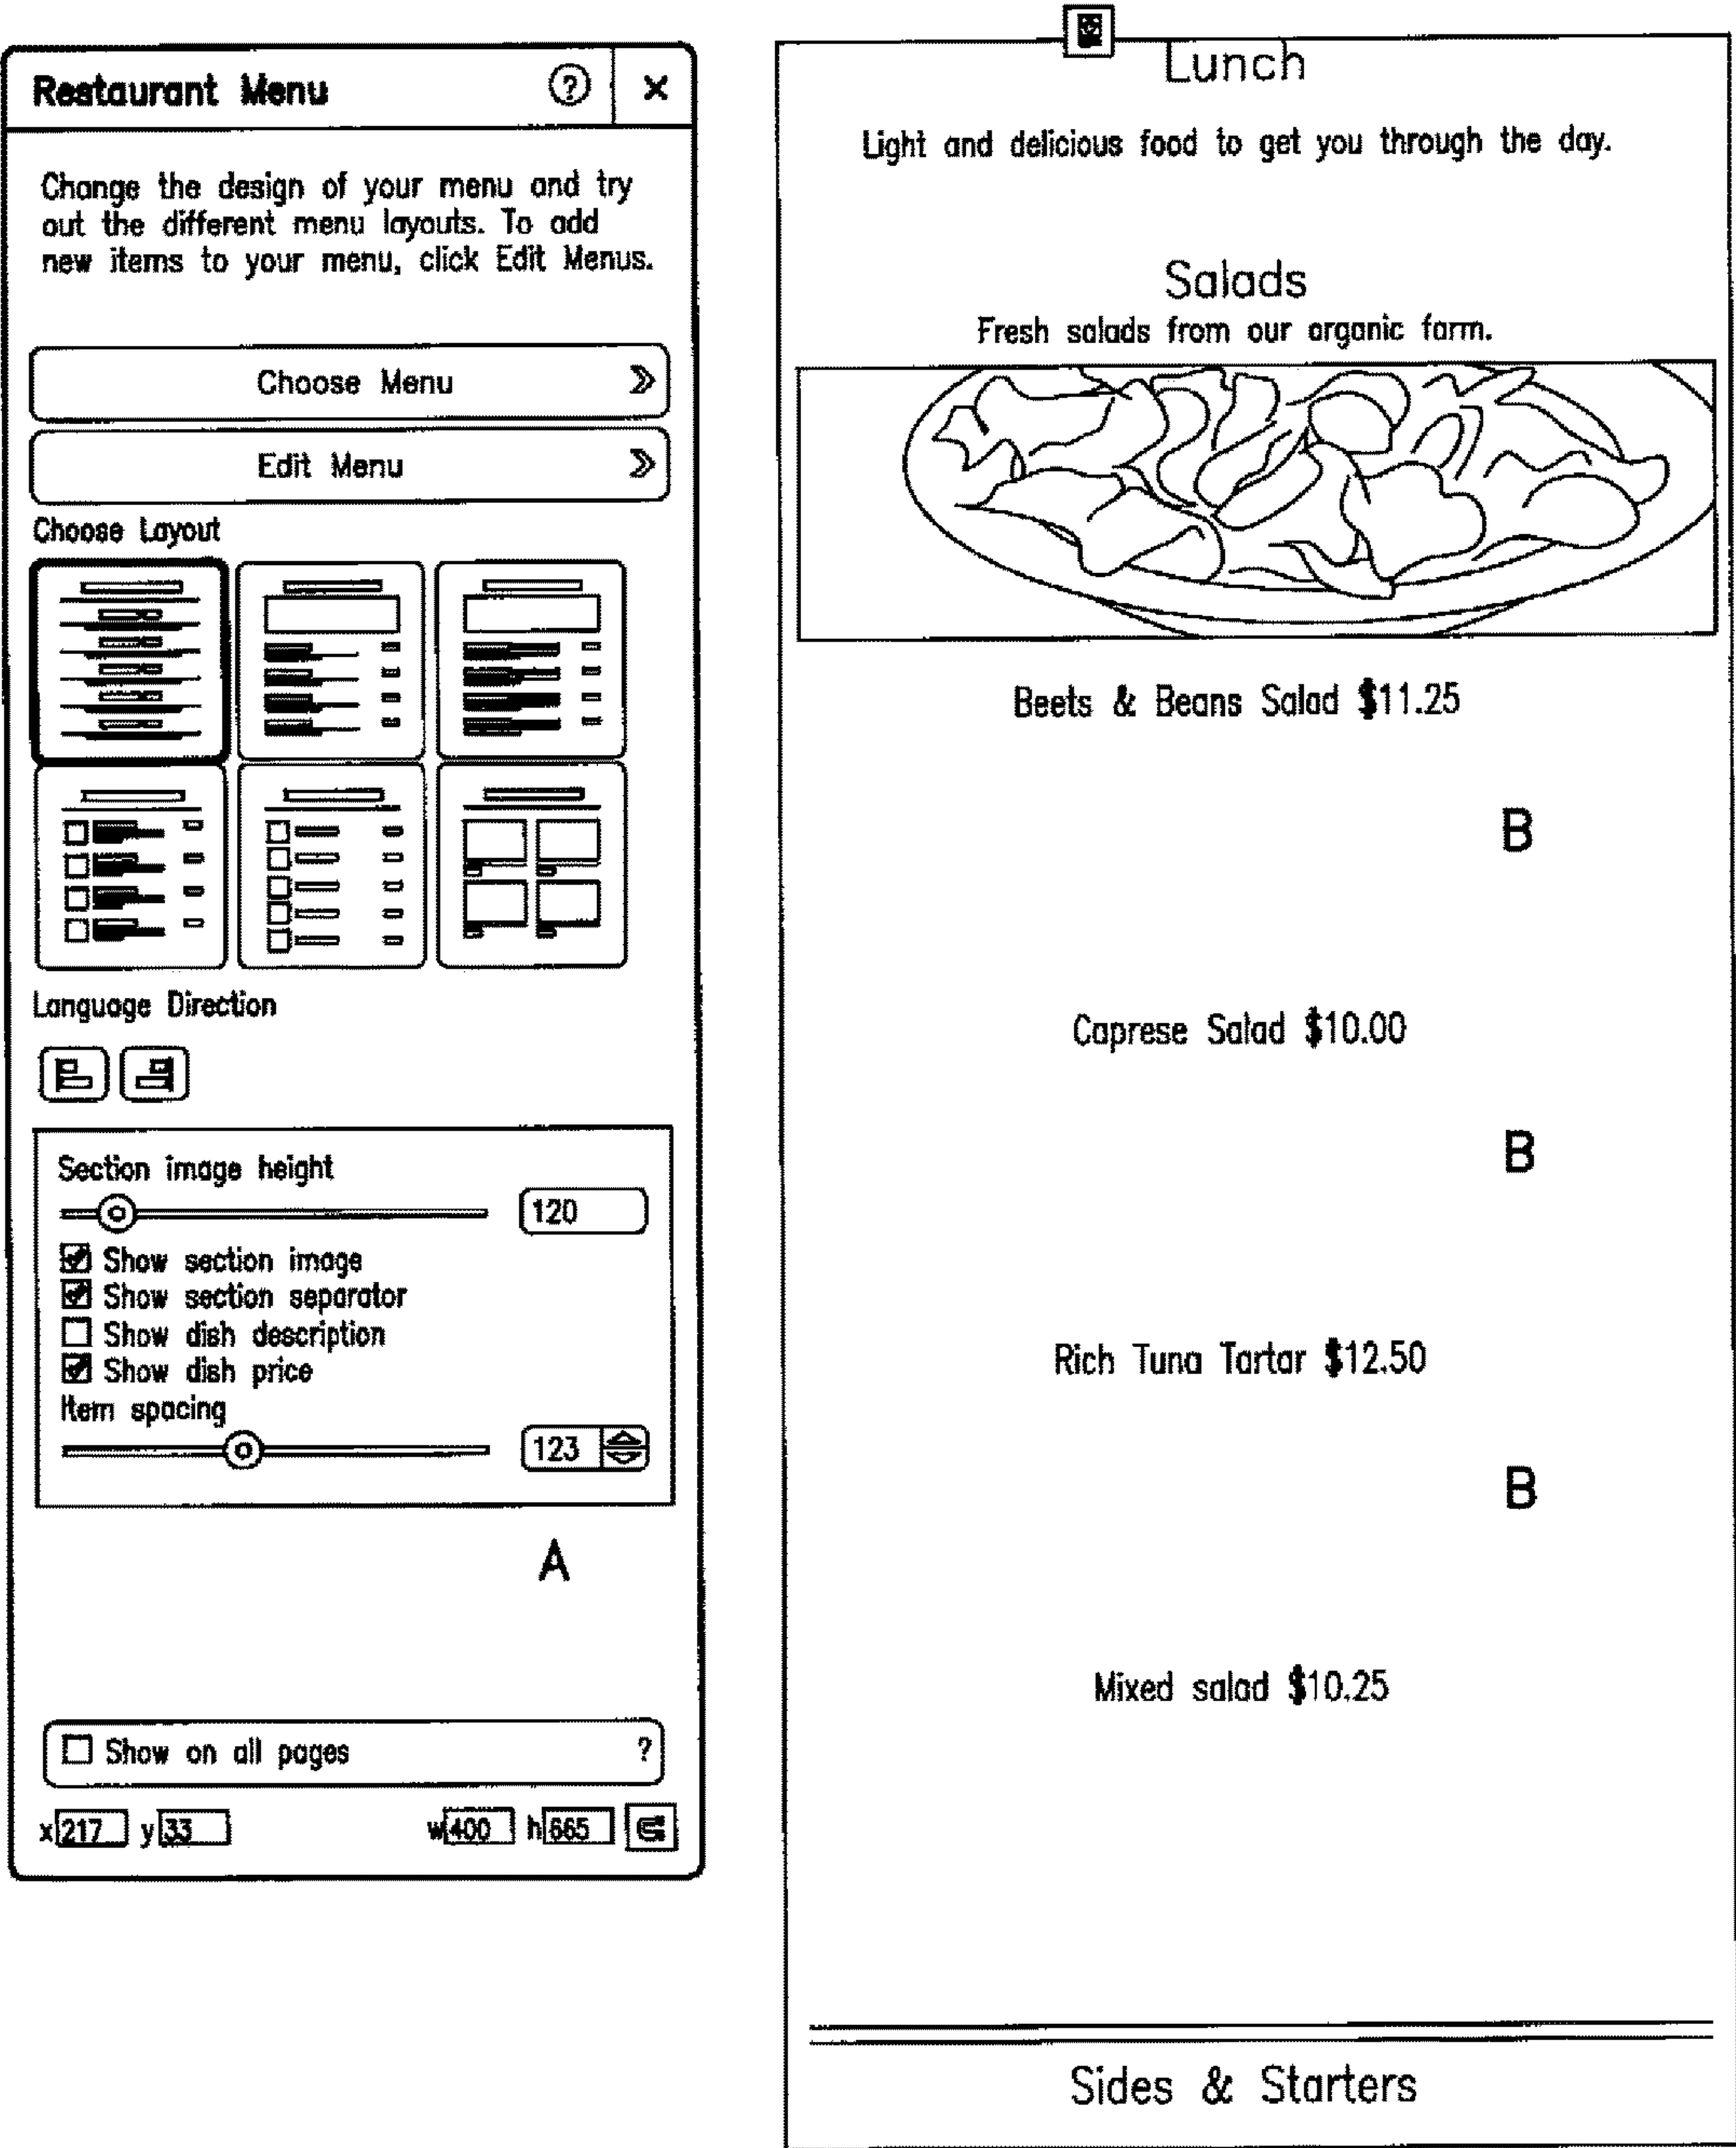 Restaurant Menu ? ×
Change the design of your menu and try
out the different menu layouts. To add
new items to your menu, click Edit Menus.
Choose Menu »
Edit Menu »
Choose Layout
Language Direction
Section image height
120
Show section image
Show section separator
Show dish description
Show dish price
Item spacing
123
A
Show on all pages ?
x 217 y 33 w 400 h 665
Lunch
Light and delicious food to get you through the day.
Salads
Fresh salads from our organic farm.
Beets & Beans Salad $11.25
B
Caprese Salad $10.00
B
Rich Tuna Tartar $12.50
B
Mixed salad $10.25
Sides & Starters